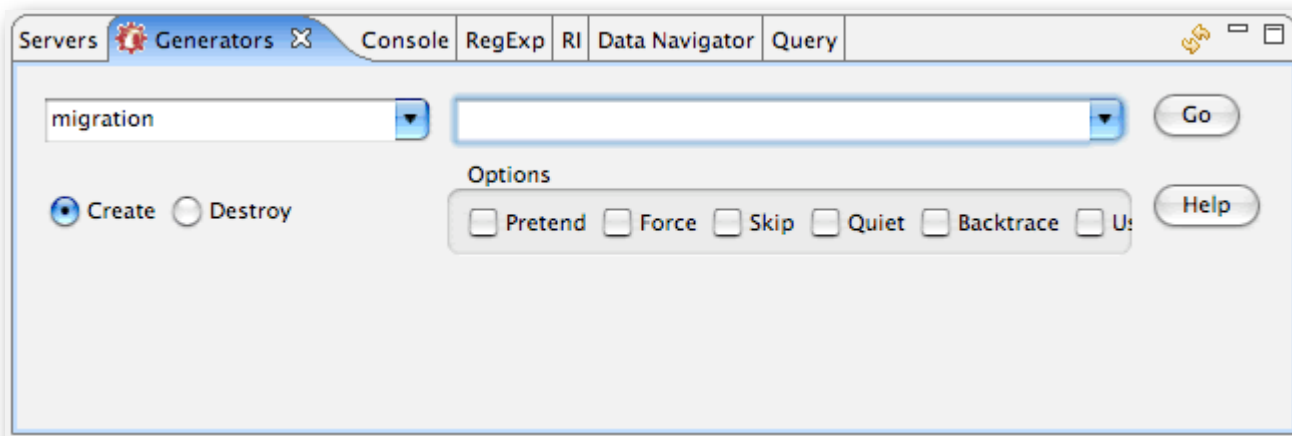 Servers Generators Console RegExp RI Data Navigator Query
migration Go
Options
Create Destroy Pretend Force Skip Quiet Backtrace Help